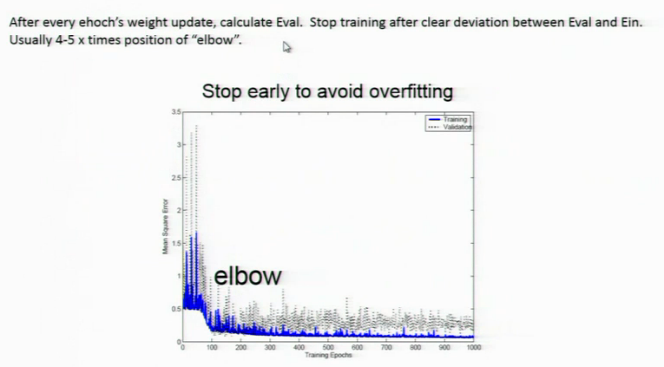 After every ehoch's weight update, calculate Eval. Stop training after clear deviation between Eval and Ein.
Usually 4-5 x times position of "elbow".
Stop early to avoid overfitting
3.5
Training
Validation
3
2.5
2
1.5
1
0.5
0
Mean Square Error
elbow
0 100 200 300 400 500 600 700 800 900 1000
Training Epochs